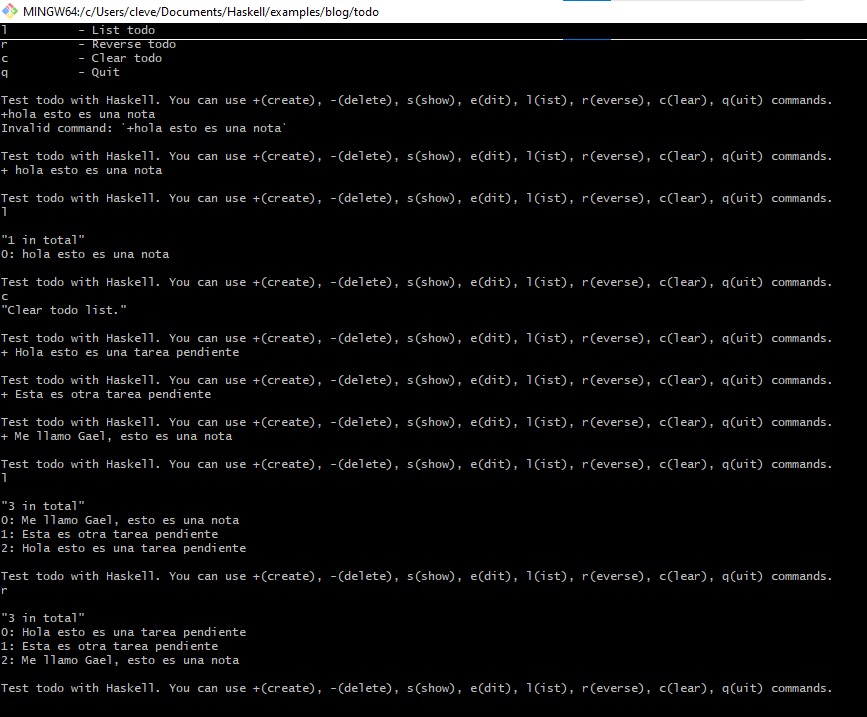 MINGW64:/c/Users/cleve/Documents/Haskell/examples/blog/todo
l - List todo
r - Reverse todo
c - Clear todo
q - Quit
Test todo with Haskell. You can use +(create), -(delete), s(show), e(dit), l(ist), r(everse), c(lear), q(uit) commands.
+hola esto es una nota
Invalid command: `+hola esto es una nota`
Test todo with Haskell. You can use +(create), -(delete), s(show), e(dit), l(ist), r(everse), c(lear), q(uit) commands.
+ hola esto es una nota
Test todo with Haskell. You can use +(create), -(delete), s(show), e(dit), l(ist), r(everse), c(lear), q(uit) commands.
l
"1 in total"
0: hola esto es una nota
Test todo with Haskell. You can use +(create), -(delete), s(show), e(dit), l(ist), r(everse), c(lear), q(uit) commands.
c
"Clear todo list."
Test todo with Haskell. You can use +(create), -(delete), s(show), e(dit), l(ist), r(everse), c(lear), q(uit) commands.
+ Hola esto es una tarea pendiente
Test todo with Haskell. You can use +(create), -(delete), s(show), e(dit), l(ist), r(everse), c(lear), q(uit) commands.
+ Esta es otra tarea pendiente
Test todo with Haskell. You can use +(create), -(delete), s(show), e(dit), l(ist), r(everse), c(lear), q(uit) commands.
+ Me llamo Gael, esto es una nota
Test todo with Haskell. You can use +(create), -(delete), s(show), e(dit), l(ist), r(everse), c(lear), q(uit) commands.
l
"3 in total"
0: Me llamo Gael, esto es una nota
1: Esta es otra tarea pendiente
2: Hola esto es una tarea pendiente
Test todo with Haskell. You can use +(create), -(delete), s(show), e(dit), l(ist), r(everse), c(lear), q(uit) commands.
r
"3 in total"
0: Hola esto es una tarea pendiente
1: Esta es otra tarea pendiente
2: Me llamo Gael, esto es una nota
Test todo with Haskell. You can use +(create), -(delete), s(show), e(dit), l(ist), r(everse), c(lear), q(uit) commands.